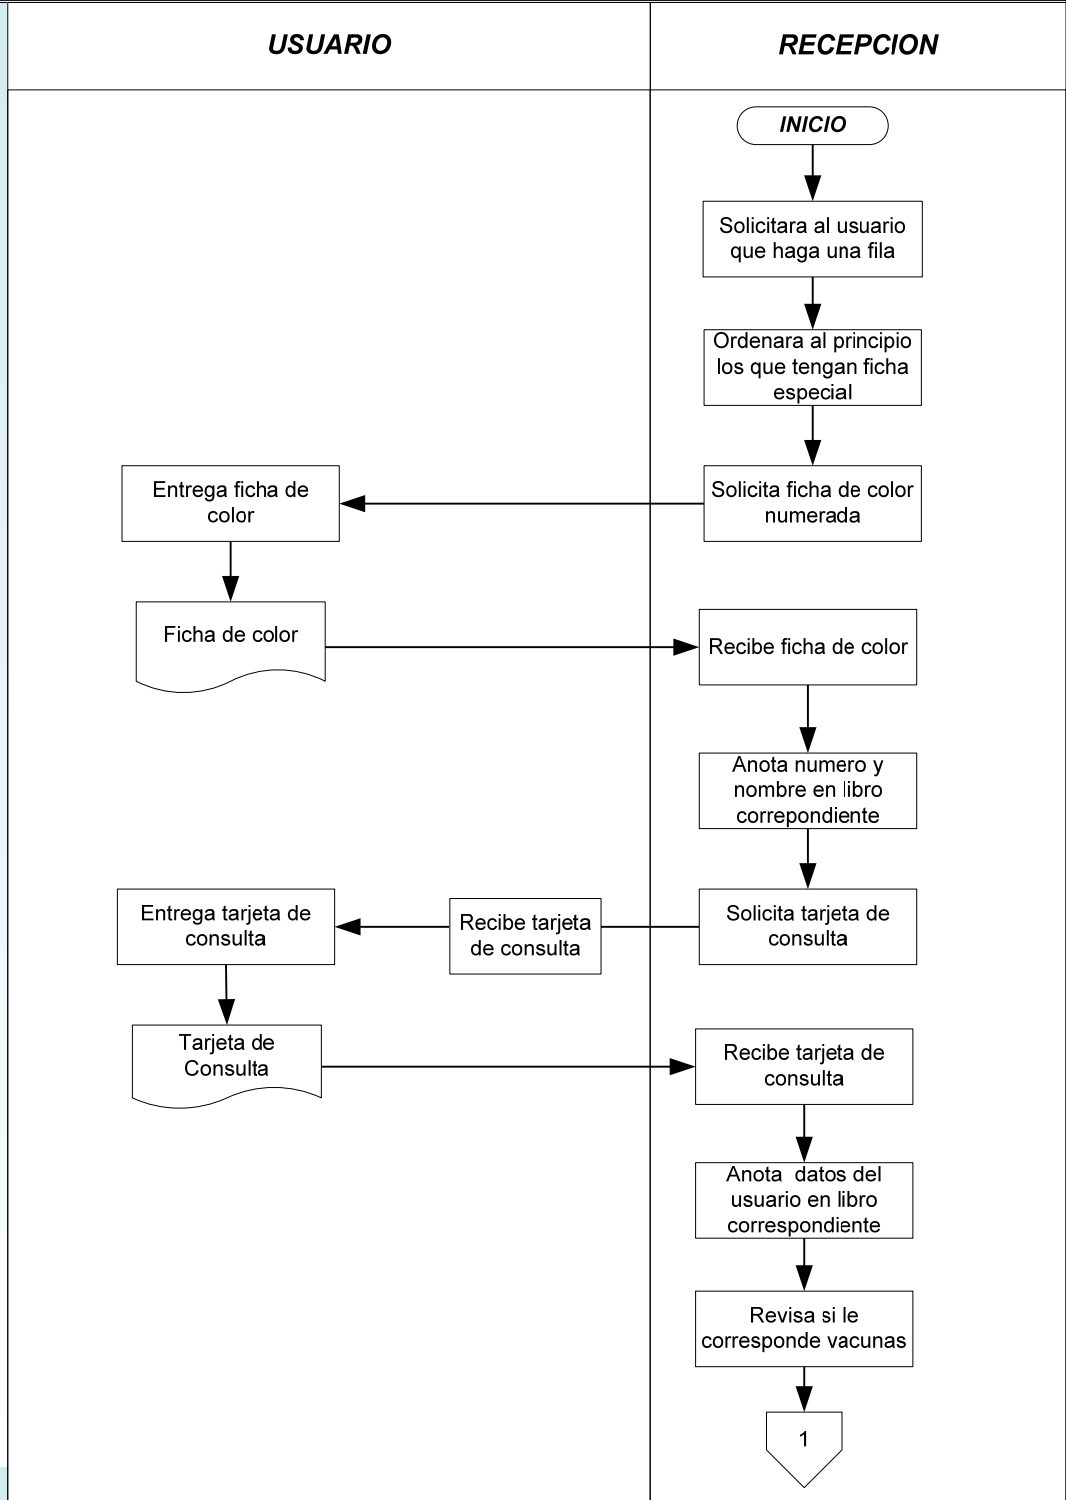 USUARIO
RECEPCION
INICIO
Solicitara al usuario
que haga una fila
Ordenara al principio
los que tengan ficha
especial
Entrega ficha de
color
Solicita ficha de color
numerada
Ficha de color
Recibe ficha de color
Anota numero y
nombre en libro
correpondiente
Entrega tarjeta de
consulta
Recibe tarjeta
de consulta
Solicita tarjeta de
consulta
Tarjeta de
Consulta
Recibe tarjeta de
consulta
Anota datos del
usuario en libro
correspondiente
Revisa si le
corresponde vacunas
1